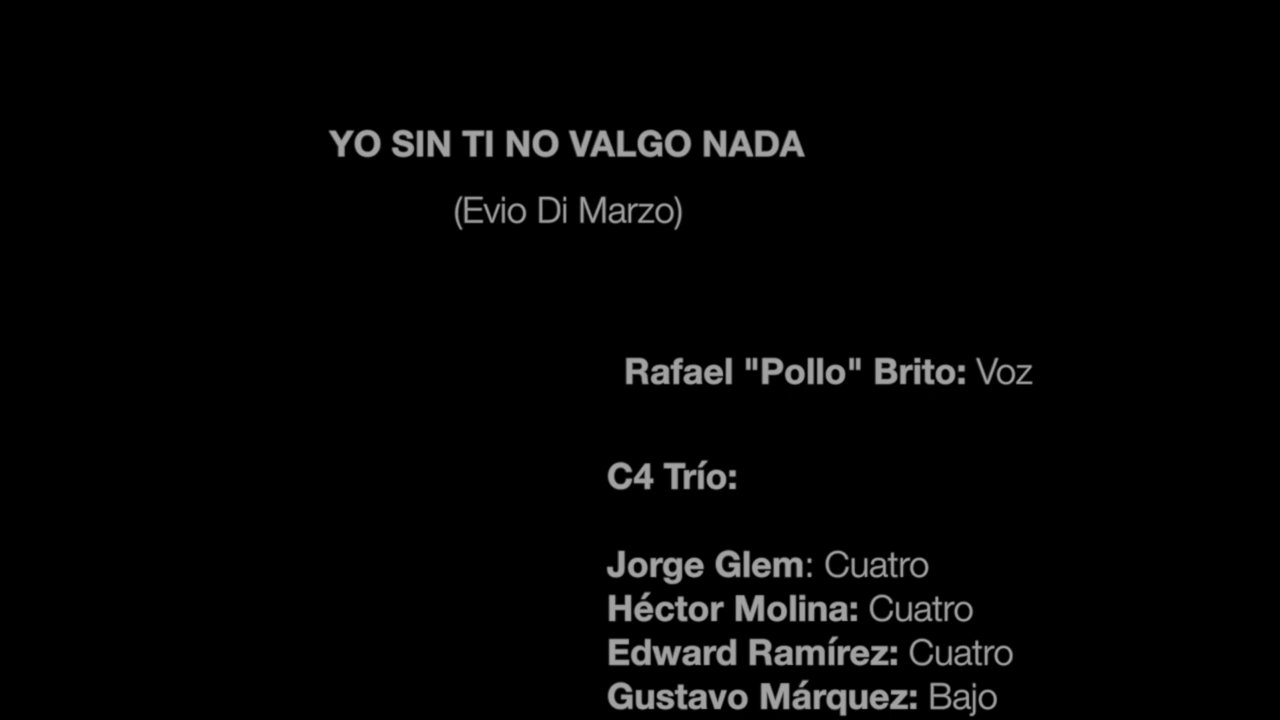 YO SIN TI NO VALGO NADA
(Evio Di Marzo)
Rafael "Pollo" Brito: Voz
C4 Trío:
Jorge Glem: Cuatro
Héctor Molina: Cuatro
Edward Ramírez: Cuatro
Gustavo Márquez: Bajo